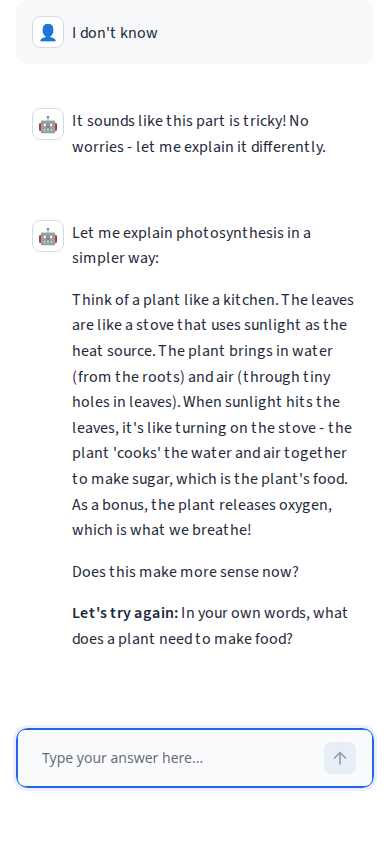 I don't know
It sounds like this part is tricky! No
worries - let me explain it differently.
Let me explain photosynthesis in a
simpler way:
Think of a plant like a kitchen. The leaves
are like a stove that uses sunlight as the
heat source. The plant brings in water
(from the roots) and air (through tiny
holes in leaves). When sunlight hits the
leaves, it's like turning on the stove - the
plant 'cooks' the water and air together
to make sugar, which is the plant's food.
As a bonus, the plant releases oxygen,
which is what we breathe!
Does this make more sense now?
Let's try again: In your own words, what
does a plant need to make food?
Type your answer here...